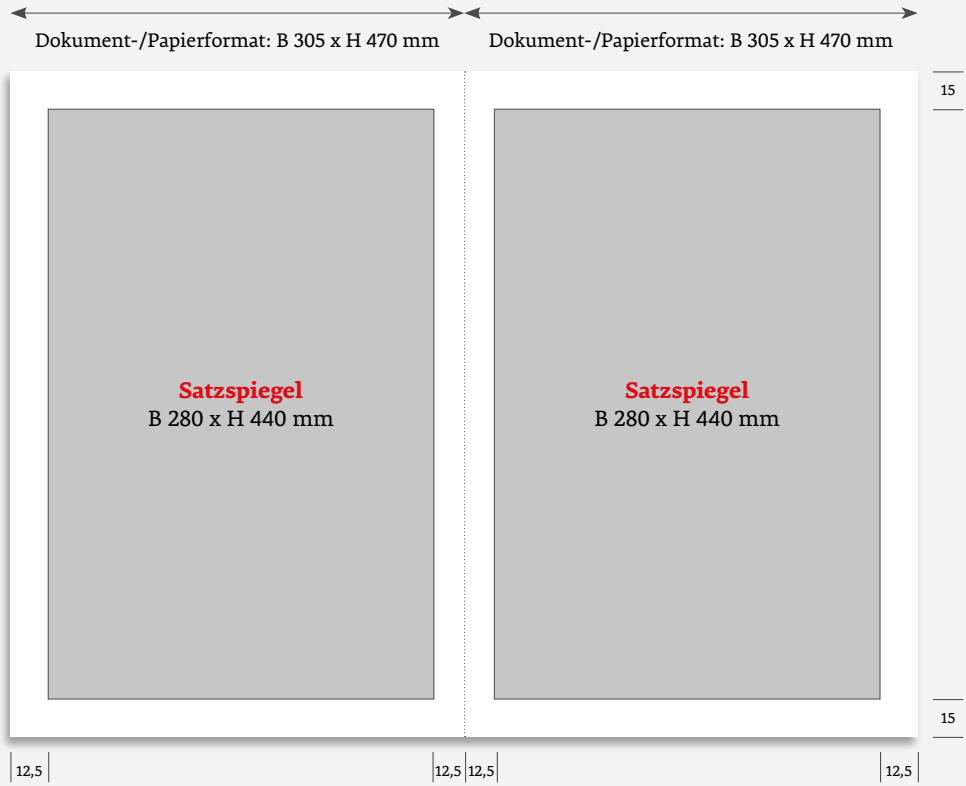 Dokument-/Papierformat: B 305 x H 470 mm
Dokument-/Papierformat: B 305 x H 470 mm
15
Satzspiegel
B 280 x H 440 mm
Satzspiegel
B 280 x H 440 mm
15
12,5
12,5
12,5
12,5